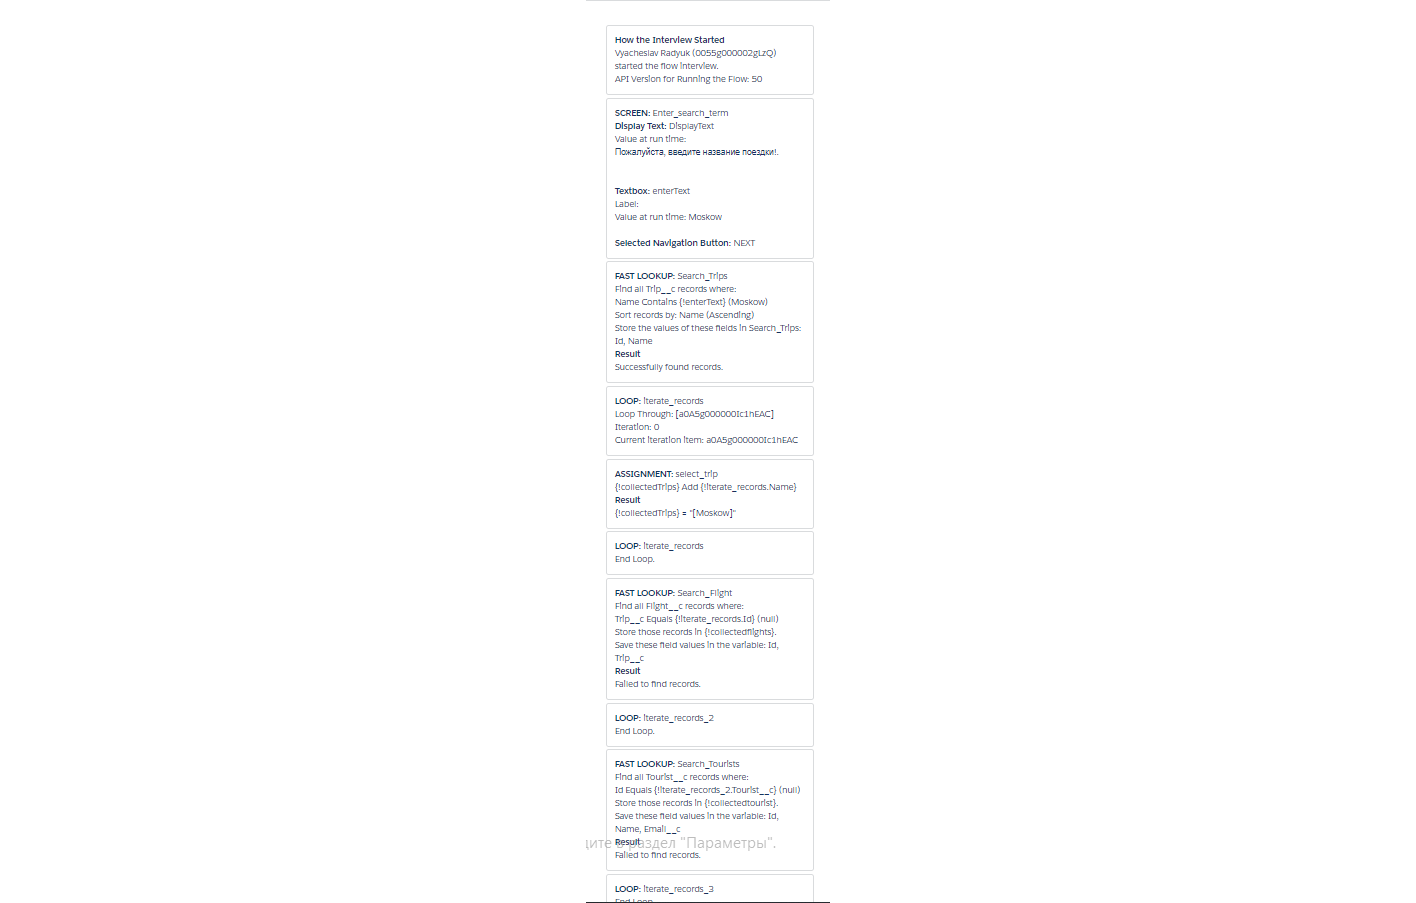 How the Interview Started
Vyacheslav Radyuk (0055g000002gLzQ)
started the flow interview.
API Version for Running the Flow: 50
SCREEN: Enter_search_term
Display Text: DisplayText
Value at run time:
Пожалуйста, введите название поездки!.
Textbox: enterText
Label:
Value at run time: Moskow
Selected Navigation Button: NEXT
FAST LOOKUP: Search_Trips
Find all Trip__c records where:
Name Contains {!enterText} (Moskow)
Sort records by: Name (Ascending)
Store the values of these fields in Search_Trips:
Id, Name
Result
Successfully found records.
LOOP: iterate_records
Loop Through: [a0A5g000000Ic1hEAC]
Iteration: 0
Current Iteration Item: a0A5g000000Ic1hEAC
ASSIGNMENT: select_trip
{!collectedTrips} Add {!iterate_records.Name}
Result
{!collectedTrips} = "[Moskow]"
LOOP: iterate_records
End Loop.
FAST LOOKUP: Search_Flight
Find all Flight__c records where:
Trip__c Equals {!iterate_records.Id} (null)
Store those records in {!collectedflights}.
Save these field values in the variable: Id,
Trip__c
Result
Failed to find records.
LOOP: iterate_records_2
End Loop.
FAST LOOKUP: Search_Tourists
Find all Tourist__c records where:
Id Equals {!iterate_records_2.Tourist__c} (null)
Store those records in {!collectedtourist}.
Save these field values in the variable: Id,
Name, Email__c
Result
раздел "Параметры".
Failed to find records.
LOOP: iterate_records_3
End Loop